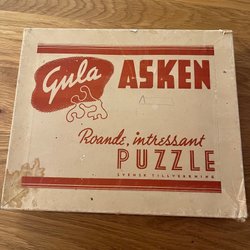 Gula ASKEN
A
Roande, intressant
PUZZLE
SVENSK TILLVERKNING